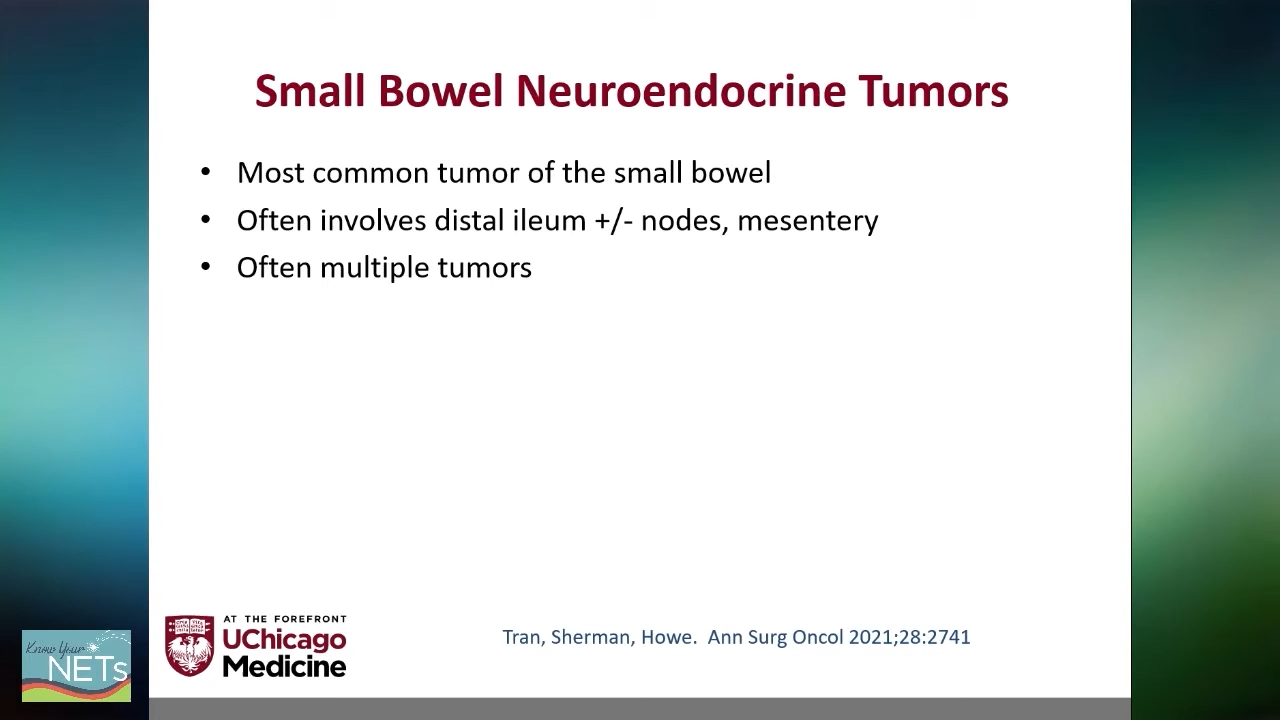 Small Bowel Neuroendocrine Tumors
• Most common tumor of the small bowel
• Often involves distal ileum +/- nodes, mesentery
• Often multiple tumors
AT THE FOREFRONT
UChicago
Medicine
Tran, Sherman, Howe. Ann Surg Oncol 2021;28:2741
Know Your
NETs